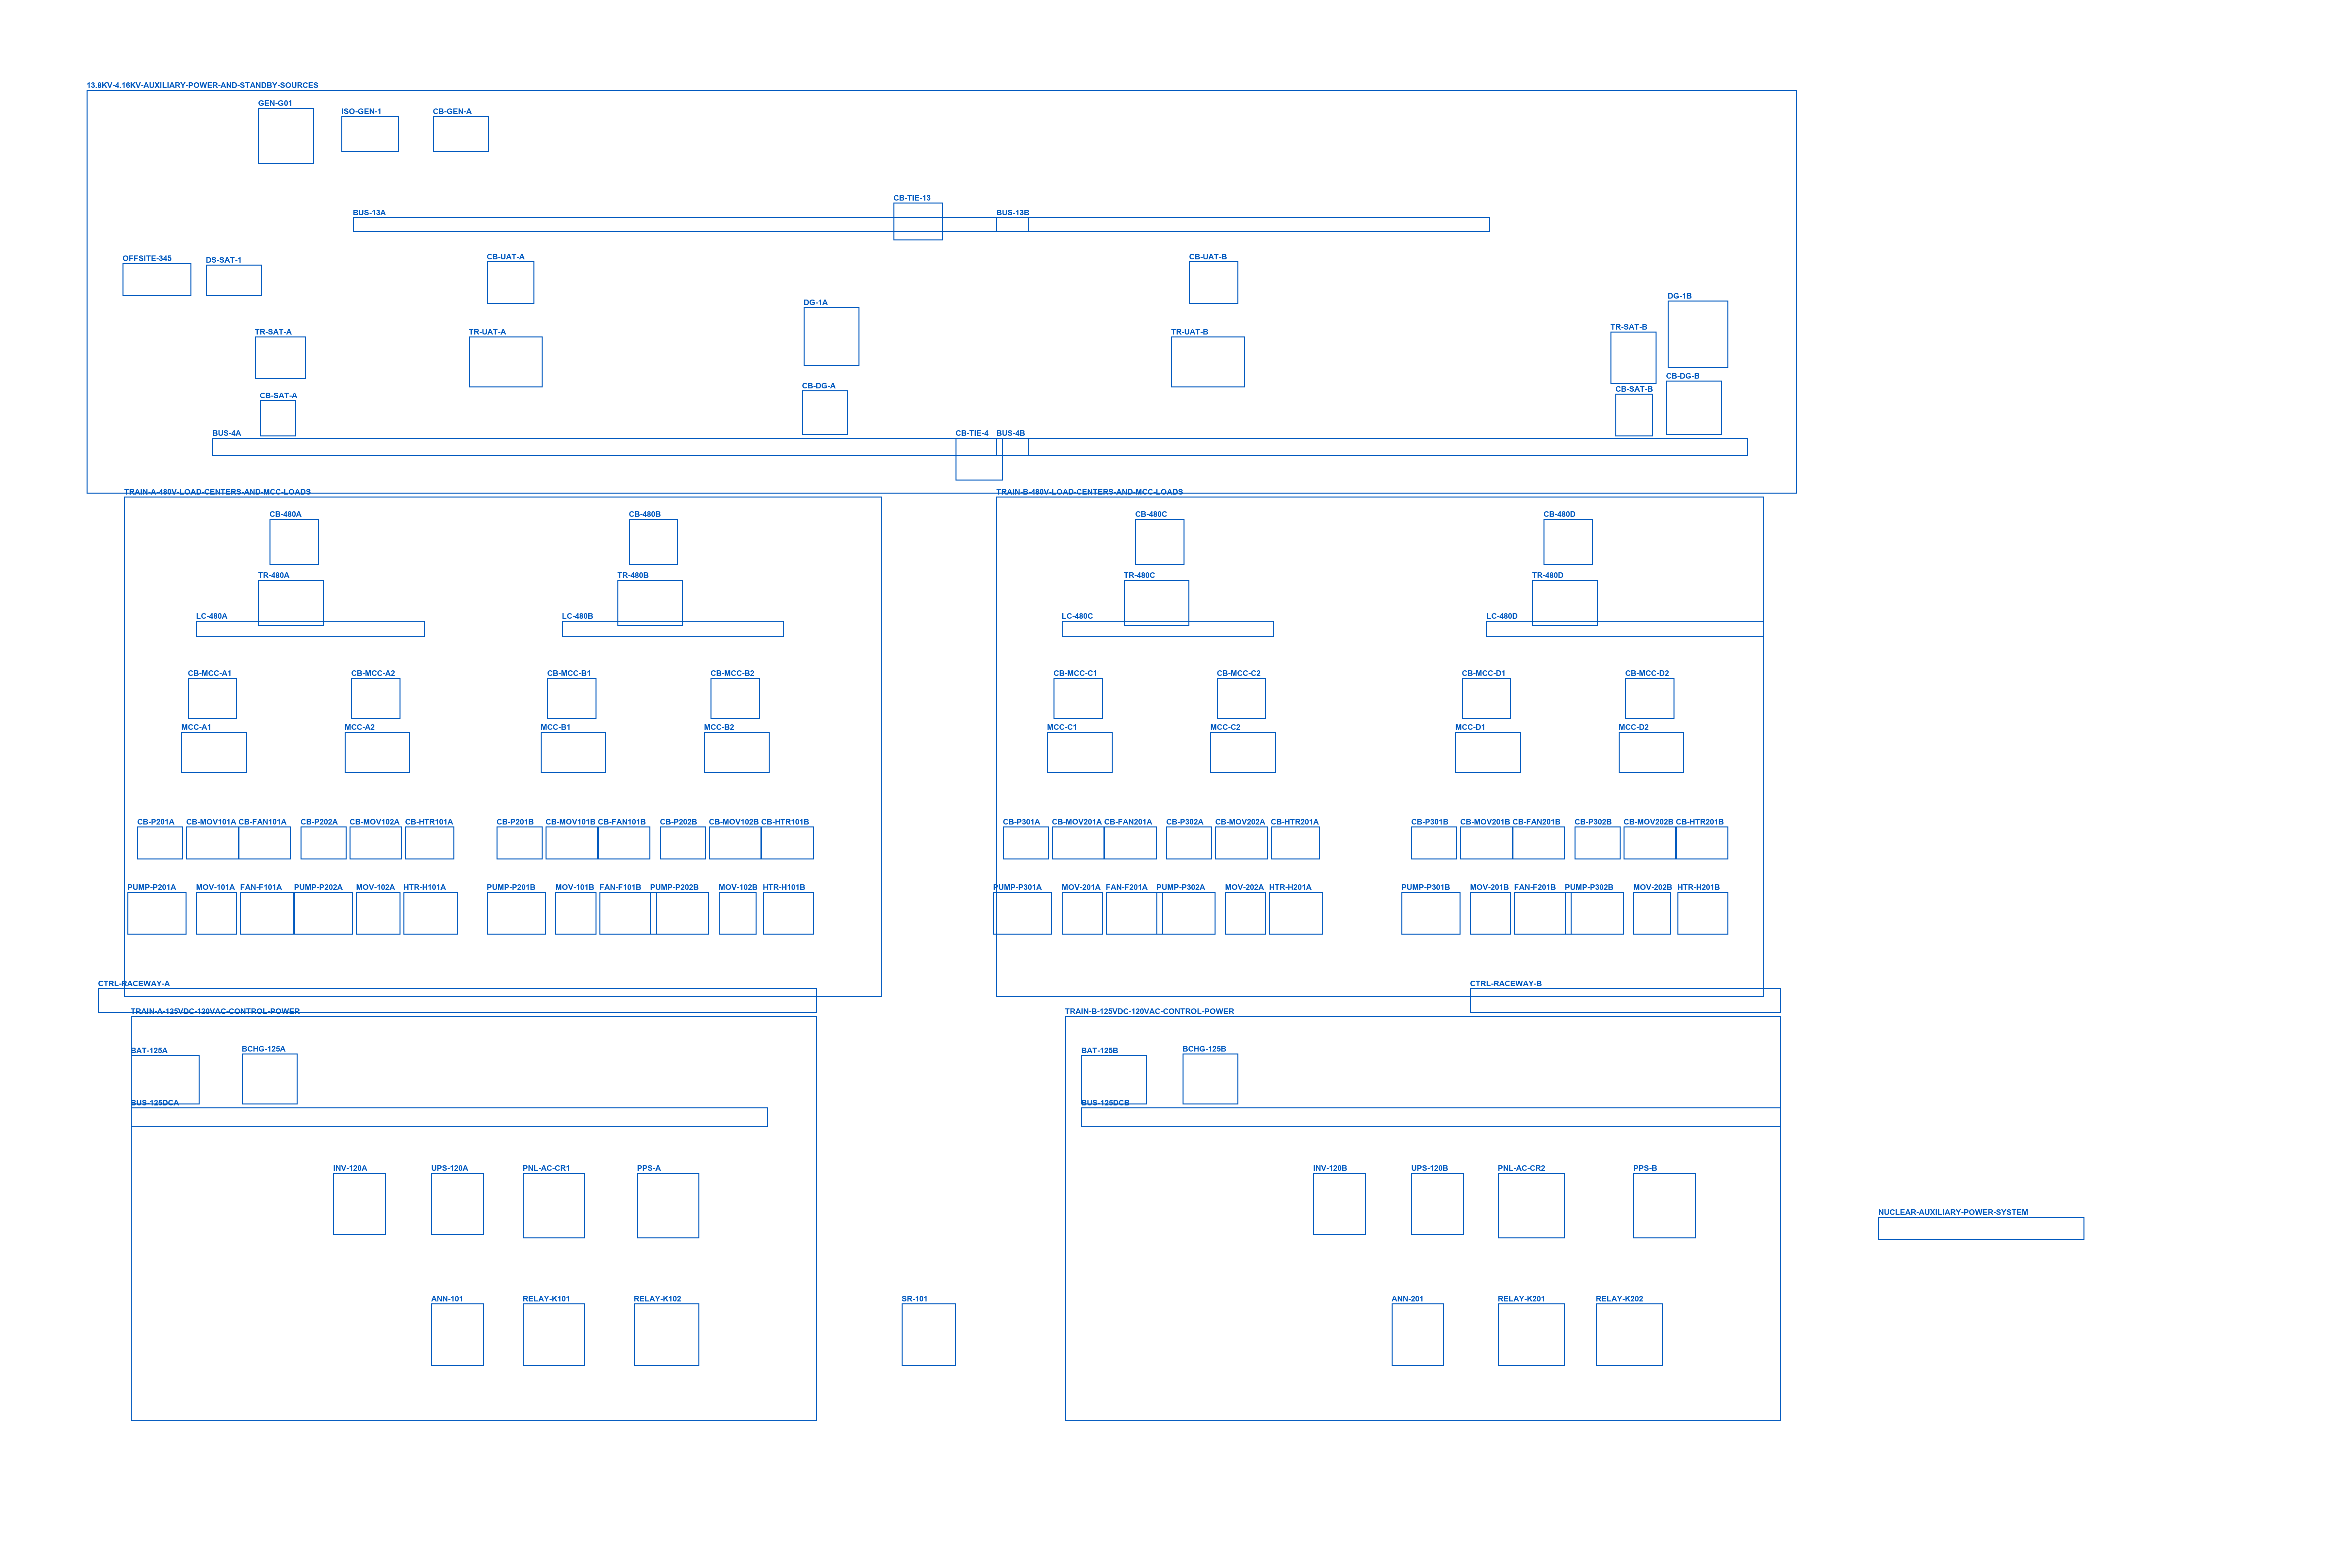 13.8KV-4.16KV-AUXILIARY-POWER-AND-STANDBY-SOURCES
GEN-G01
ISO-GEN-1
CB-GEN-A
CB-TIE-13
BUS-13A
BUS-13B
OFFSITE-345
DS-SAT-1
CB-UAT-A
CB-UAT-B
DG-1A
DG-1B
TR-SAT-A
TR-UAT-A
TR-UAT-B
TR-SAT-B
CB-SAT-A
CB-DG-A
CB-SAT-B
CB-DG-B
BUS-4A
CB-TIE-4
BUS-4B
TRAIN-A-480V-LOAD-CENTERS-AND-MCC-LOADS
TRAIN-B-480V-LOAD-CENTERS-AND-MCC-LOADS
CB-480A
CB-480B
CB-480C
CB-480D
TR-480A
TR-480B
TR-480C
TR-480D
LC-480A
LC-480B
LC-480C
LC-480D
CB-MCC-A1
CB-MCC-A2
CB-MCC-B1
CB-MCC-B2
CB-MCC-C1
CB-MCC-C2
CB-MCC-D1
CB-MCC-D2
MCC-A1
MCC-A2
MCC-B1
MCC-B2
MCC-C1
MCC-C2
MCC-D1
MCC-D2
CB-P201A
CB-MOV101A
CB-FAN101A
CB-P202A
CB-MOV102A
CB-HTR101A
CB-P201B
CB-MOV101B
CB-FAN101B
CB-P202B
CB-MOV102B
CB-HTR101B
CB-P301A
CB-MOV201A
CB-FAN201A
CB-P302A
CB-MOV202A
CB-HTR201A
CB-P301B
CB-MOV201B
CB-FAN201B
CB-P302B
CB-MOV202B
CB-HTR201B
PUMP-P201A
MOV-101A
FAN-F101A
PUMP-P202A
MOV-102A
HTR-H101A
PUMP-P201B
MOV-101B
FAN-F101B
PUMP-P202B
MOV-102B
HTR-H101B
PUMP-P301A
MOV-201A
FAN-F201A
PUMP-P302A
MOV-202A
HTR-H201A
PUMP-P301B
MOV-201B
FAN-F201B
PUMP-P302B
MOV-202B
HTR-H201B
CTRL-RACEWAY-A
CTRL-RACEWAY-B
TRAIN-A-125VDC-120VAC-CONTROL-POWER
TRAIN-B-125VDC-120VAC-CONTROL-POWER
BAT-125A
BCHG-125A
BAT-125B
BCHG-125B
BUS-125DCA
BUS-125DCB
INV-120A
UPS-120A
PNL-AC-CR1
PPS-A
INV-120B
UPS-120B
PNL-AC-CR2
PPS-B
NUCLEAR-AUXILIARY-POWER-SYSTEM
ANN-101
RELAY-K101
RELAY-K102
SR-101
ANN-201
RELAY-K201
RELAY-K202